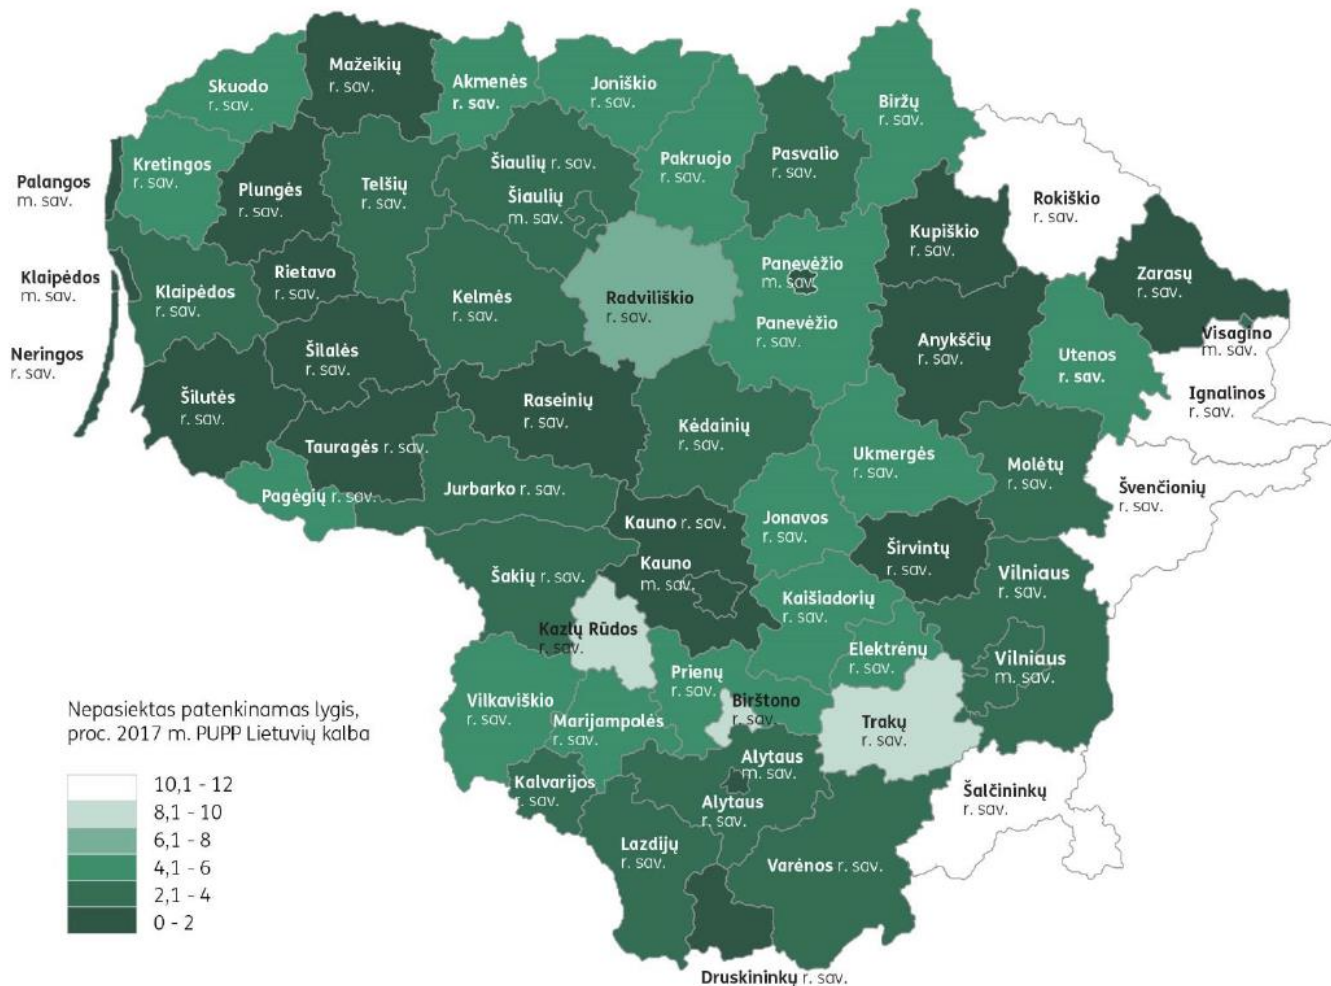 Skuodo
r. sav.
Mažeikių
r. sav.
Akmenės
r. sav.
Joniškio
r. sav.
Biržų
r. sav.
Kretingos
r. sav.
Palangos
m. sav.
Plungės
r. sav.
Telšių
r. sav.
Šiaulių r. sav.
Šiaulių
m. sav.
Pakruojo
r. sav.
Pasvalio
r. sav.
Rokiškio
r. sav.
Kupiškio
r. sav.
Zarasų
r. sav.
Klaipėdos
m. sav.
Klaipėdos
r. sav.
Rietavo
r. sav.
Kelmės
r. sav.
Radviliškio
r. sav.
Panevėžio
m. sav.
Panevėžio
r. sav.
Anykščių
r. sav.
Utenos
r. sav.
Visagino
m. sav.
Ignalinos
r. sav.
Neringos
r. sav.
Šilalės
r. sav.
Šilutės
r. sav.
Raseinių
r. sav.
Kėdainių
r. sav.
Ukmergės
r. sav.
Molėtų
r. sav.
Švenčionių
r. sav.
Tauragės r. sav.
Pagėgių r. sav.
Jurbarko r. sav.
Kauno r. sav.
Kauno
m. sav.
Jonavos
r. sav.
Širvintų
r. sav.
Vilniaus
r. sav.
Šakių r. sav.
Kaišiadorių
r. sav.
Kazlų Rūdos
r. sav.
Elektrėnų
r. sav.
Vilniaus
m. sav.
Prienų
r. sav.
Birštono
r. sav.
Vilkaviškio
r. sav.
Marijampolės
r. sav.
Trakų
r. sav.
Alytaus
m. sav.
Kalvarijos
r. sav.
Alytaus
r. sav.
Šalčininkų
r. sav.
Lazdijų
r. sav.
Varėnos r. sav.
Druskininkų r. sav.
Nepasiektas patenkinamas lygis,
proc. 2017 m. PUPP Lietuvių kalba
10,1 - 12
8,1 - 10
6,1 - 8
4,1 - 6
2,1 - 4
0 - 2